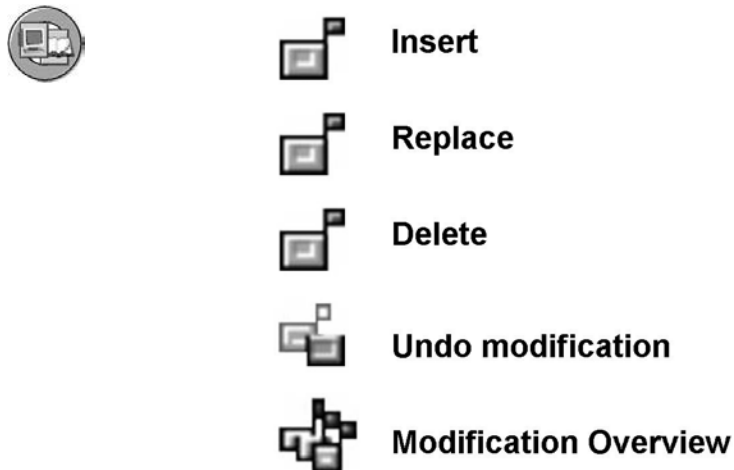 Insert
Replace
Delete
Undo modification
Modification Overview